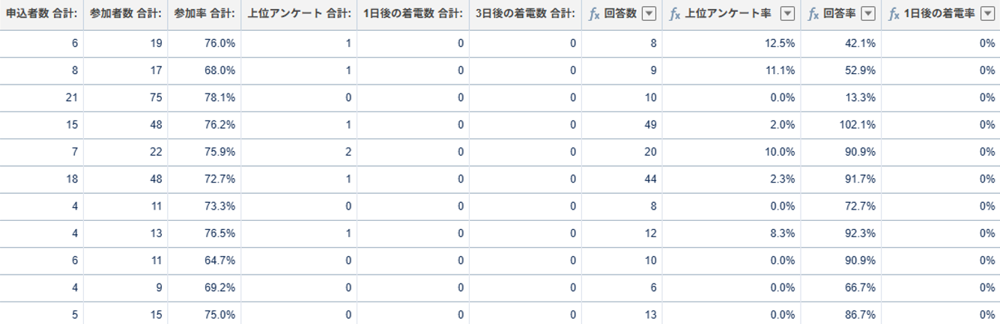 申込者数 合計: 参加者数 合計: 参加率 合計: 上位アンケート 合計: 1日後の着電数 合計: 3日後の着電数 合計: fx 回答数 fx 上位アンケート率 fx 回答率 fx 1日後の着電率
6 19 76.0% 1 0 0 8 12.5% 42.1% 0%
8 17 68.0% 1 0 0 9 11.1% 52.9% 0%
21 75 78.1% 0 0 0 10 0.0% 13.3% 0%
15 48 76.2% 1 0 0 49 2.0% 102.1% 0%
7 22 75.9% 2 0 0 20 10.0% 90.9% 0%
18 48 72.7% 1 0 0 44 2.3% 91.7% 0%
4 11 73.3% 0 0 0 8 0.0% 72.7% 0%
4 13 76.5% 1 0 0 12 8.3% 92.3% 0%
6 11 64.7% 0 0 0 10 0.0% 90.9% 0%
4 9 69.2% 0 0 0 6 0.0% 66.7% 0%
5 15 75.0% 0 0 0 13 0.0% 86.7% 0%